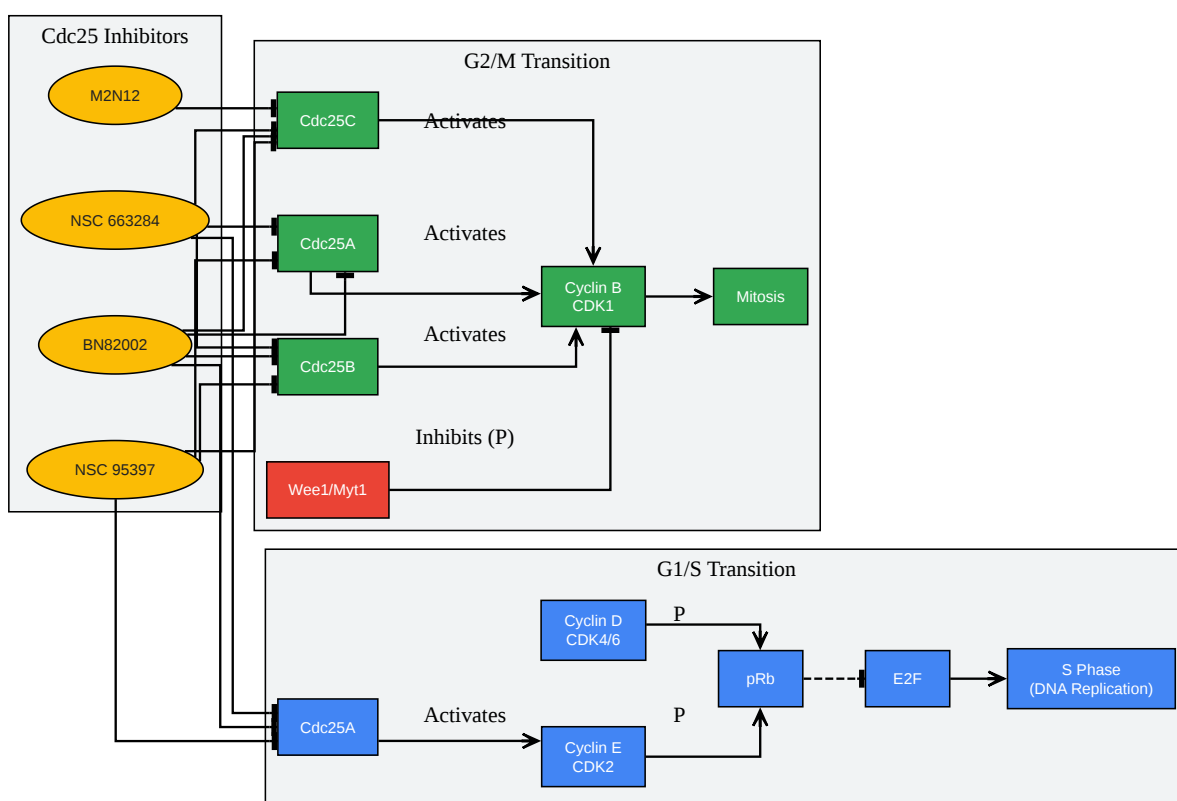 Cdc25 Inhibitors
M2N12
NSC 663284
BN82002
NSC 95397
G2/M Transition
Cdc25C
Activates
Cdc25A
Activates
Cyclin B
CDK1
Mitosis
Cdc25B
Activates
Inhibits (P)
Wee1/Myt1
G1/S Transition
Cyclin D
CDK4/6
P
pRb
E2F
S Phase
(DNA Replication)
Cdc25A
Activates
Cyclin E
CDK2
P